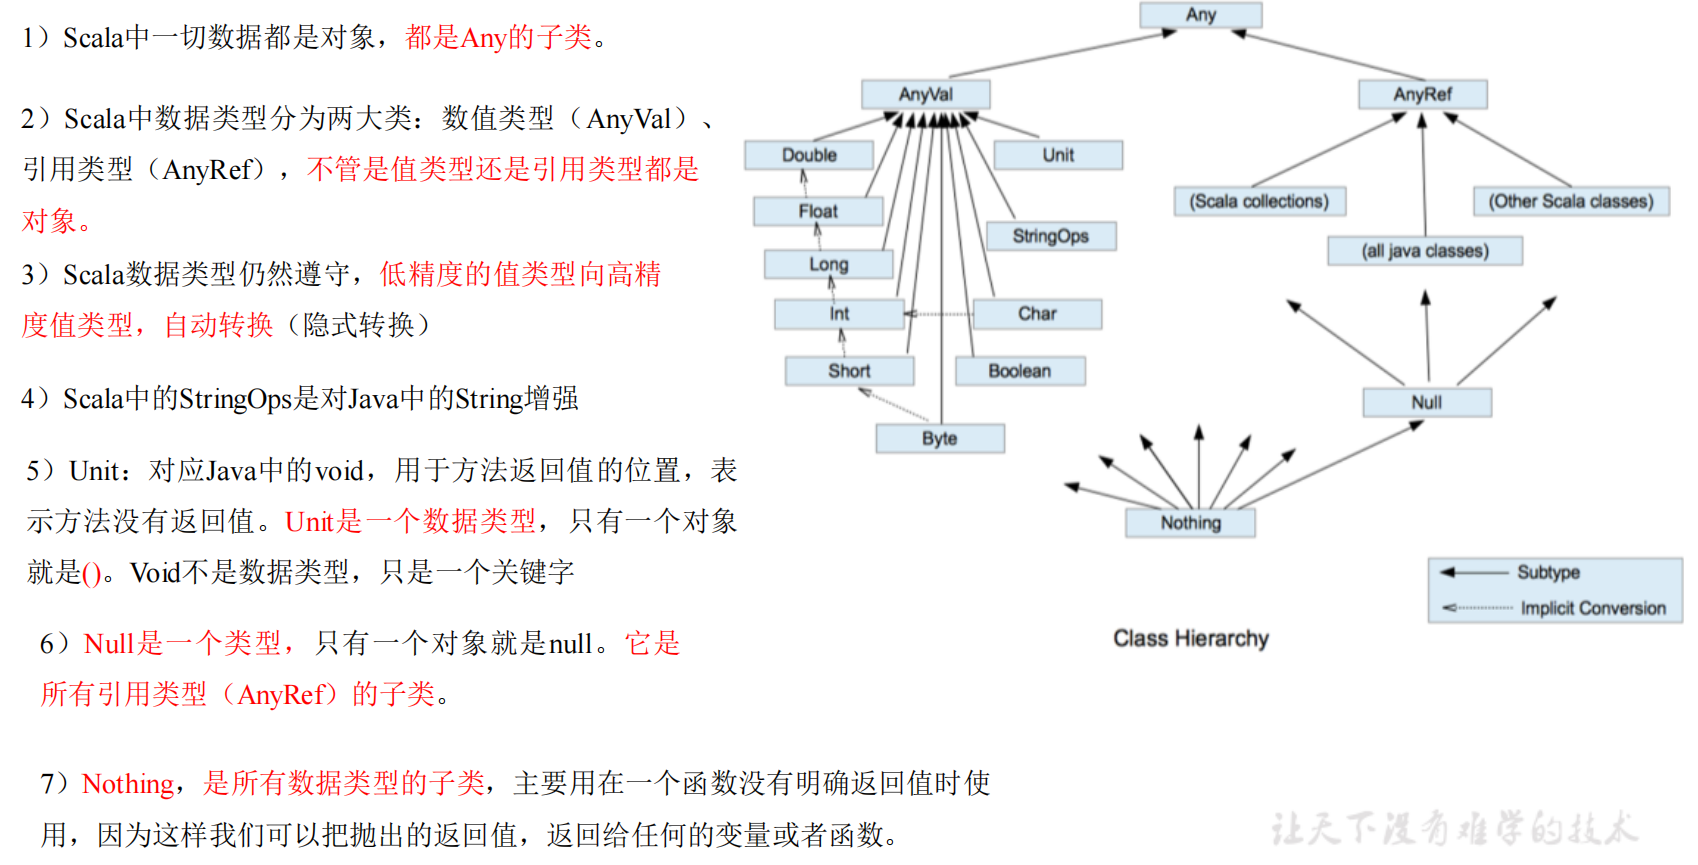 1）Scala中一切数据都是对象，都是Any的子类。
2）Scala中数据类型分为两大类：数值类型（AnyVal）、
引用类型（AnyRef），不管是值类型还是引用类型都是
对象。
3）Scala数据类型仍然遵守，低精度的值类型向高精
度值类型，自动转换（隐式转换）
4）Scala中的StringOps是对Java中的String增强
5）Unit：对应Java中的void，用于方法返回值的位置，表
示方法没有返回值。Unit是一个数据类型，只有一个对象
就是()。Void不是数据类型，只是一个关键字
6）Null是一个类型，只有一个对象就是null。它是
所有引用类型（AnyRef）的子类。
7）Nothing，是所有数据类型的子类，主要用在一个函数没有明确返回值时使
用，因为这样我们可以把抛出的返回值，返回给任何的变量或者函数。
Any
AnyVal
AnyRef
Double
Unit
Float
StringOps
Long
Int
Char
Short
Boolean
Byte
(Scala collections)
(Other Scala classes)
(all java classes)
Null
Nothing
Subtype
Implicit Conversion
Class Hierarchy
让天下没有难学的技术